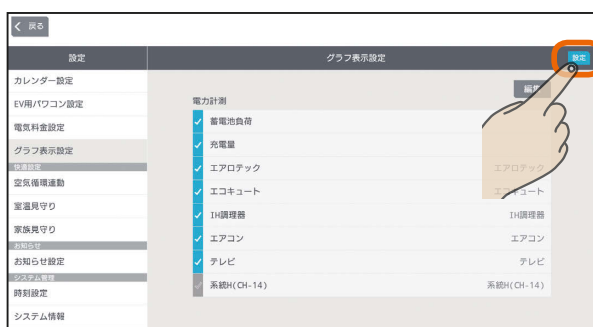 戻る
設定
グラフ表示設定
設定
カレンダー設定
EV用パワコン設定
電気料金設定
グラフ表示設定
快適設定
空気循環連動
室温見守り
家族見守り
お知らせ
お知らせ設定
システム管理
時刻設定
システム情報
編集
電力計測
蓄電池負荷
充電量
エアロテック エアロテック
エコキュート エコキュート
IH調理器 IH調理器
エアコン エアコン
テレビ テレビ
系統H(CH-14) 系統H(CH-14)